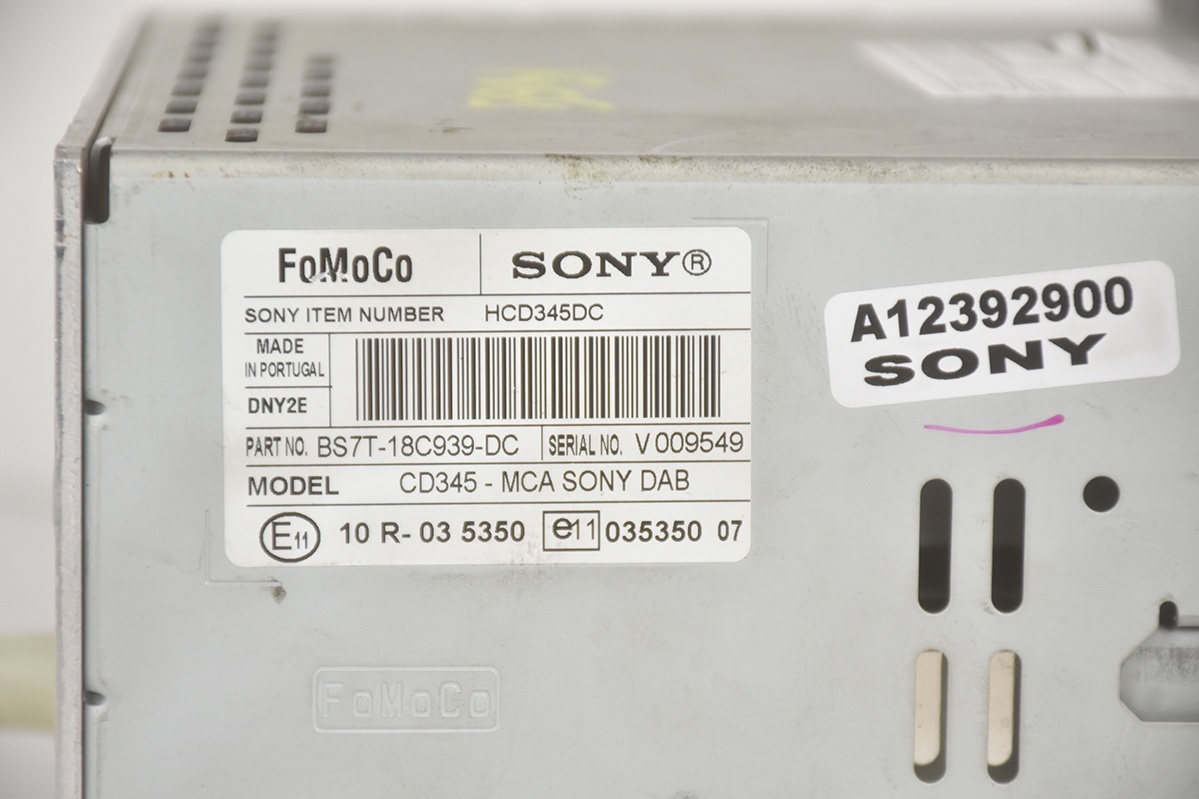 FoMoCo SONY®
SONY ITEM NUMBER HCD345DC
MADE
IN PORTUGAL
DNY2E
PART NO. BS7T-18C939-DC SERIAL NO. V 009549
MODEL CD345 - MCA SONY DAB
E11 10 R- 03 5350 e11 035350 07
A12392900
SONY
FoMoCo